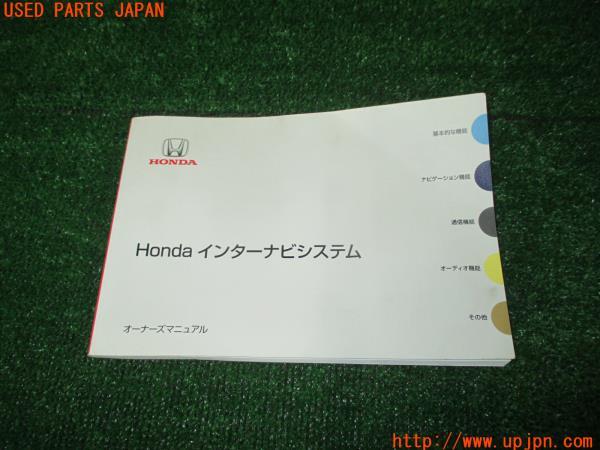 USED PARTS JAPAN
HONDA
基本的な機能
ナビゲーション機能
通信機能
Honda インターナビシステム
オーディオ機能
その他
オーナーズマニュアル
http://www.upjpn.com